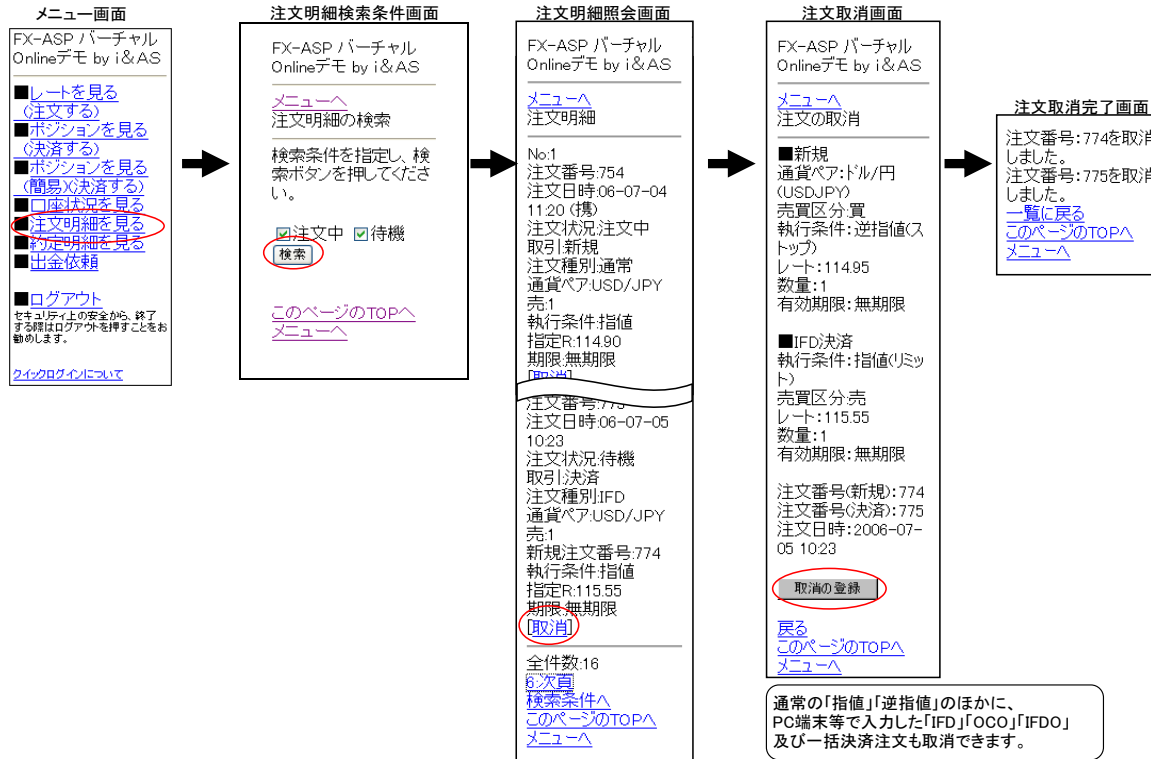 メニュー画面
FX-ASP バーチャル
Onlineデモ by i&AS
■レートを見る
(注文する)
■ポジションを見る
(決済する)
■ポジションを見る
(簡易)(決済する)
■口座状況を見る
■注文明細を見る
■約定明細を見る
■出金依頼
■ログアウト
セキュリティ上の安全から、終了
する際はログアウトを押すことをお
勧めします。
クイックログインについて
注文明細検索条件画面
FX-ASP バーチャル
Onlineデモ by i&AS
メニューへ
注文明細の検索
検索条件を指定し、検
索ボタンを押してくださ
い。
注文中 待機
検索
このページのTOPへ
メニューへ
注文明細照会画面
FX-ASP バーチャル
Onlineデモ by i&AS
メニューへ
注文明細
No:1
注文番号:754
注文日時:06-07-04
11:20 (携)
注文状況:注文中
取引:新規
注文種別:通常
通貨ペア:USD/JPY
売:1
執行条件:指値
指定R:114.90
期限:無期限
[取消]
注文番号:775
注文日時:06-07-05
10:23
注文状況:待機
取引:決済
注文種別:IFD
通貨ペア:USD/JPY
売:1
新規注文番号:774
執行条件:指値
指定R:115.55
期限:無期限
[取消]
全件数:16
6:次頁
検索条件へ
このページのTOPへ
メニューへ
注文取消画面
FX-ASP バーチャル
Onlineデモ by i&AS
メニューへ
注文の取消
■新規
通貨ペア:ドル/円
(USDJPY)
売買区分:買
執行条件:逆指値(ス
トップ)
レート:114.95
数量:1
有効期限:無期限
■IFD決済
執行条件:指値(リミッ
ト)
売買区分:売
レート:115.55
数量:1
有効期限:無期限
注文番号(新規):774
注文番号(決済):775
注文日時:2006-07-
05 10:23
取消の登録
戻る
このページのTOPへ
メニューへ
通常の「指値」「逆指値」のほかに、
PC端末等で入力した「IFD」「OCO」「IFDO」
及び一括決済注文も取消できます。
注文取消完了画面
注文番号:774を取消
しました。
注文番号:775を取消
しました。
一覧に戻る
このページのTOPへ
メニューへ